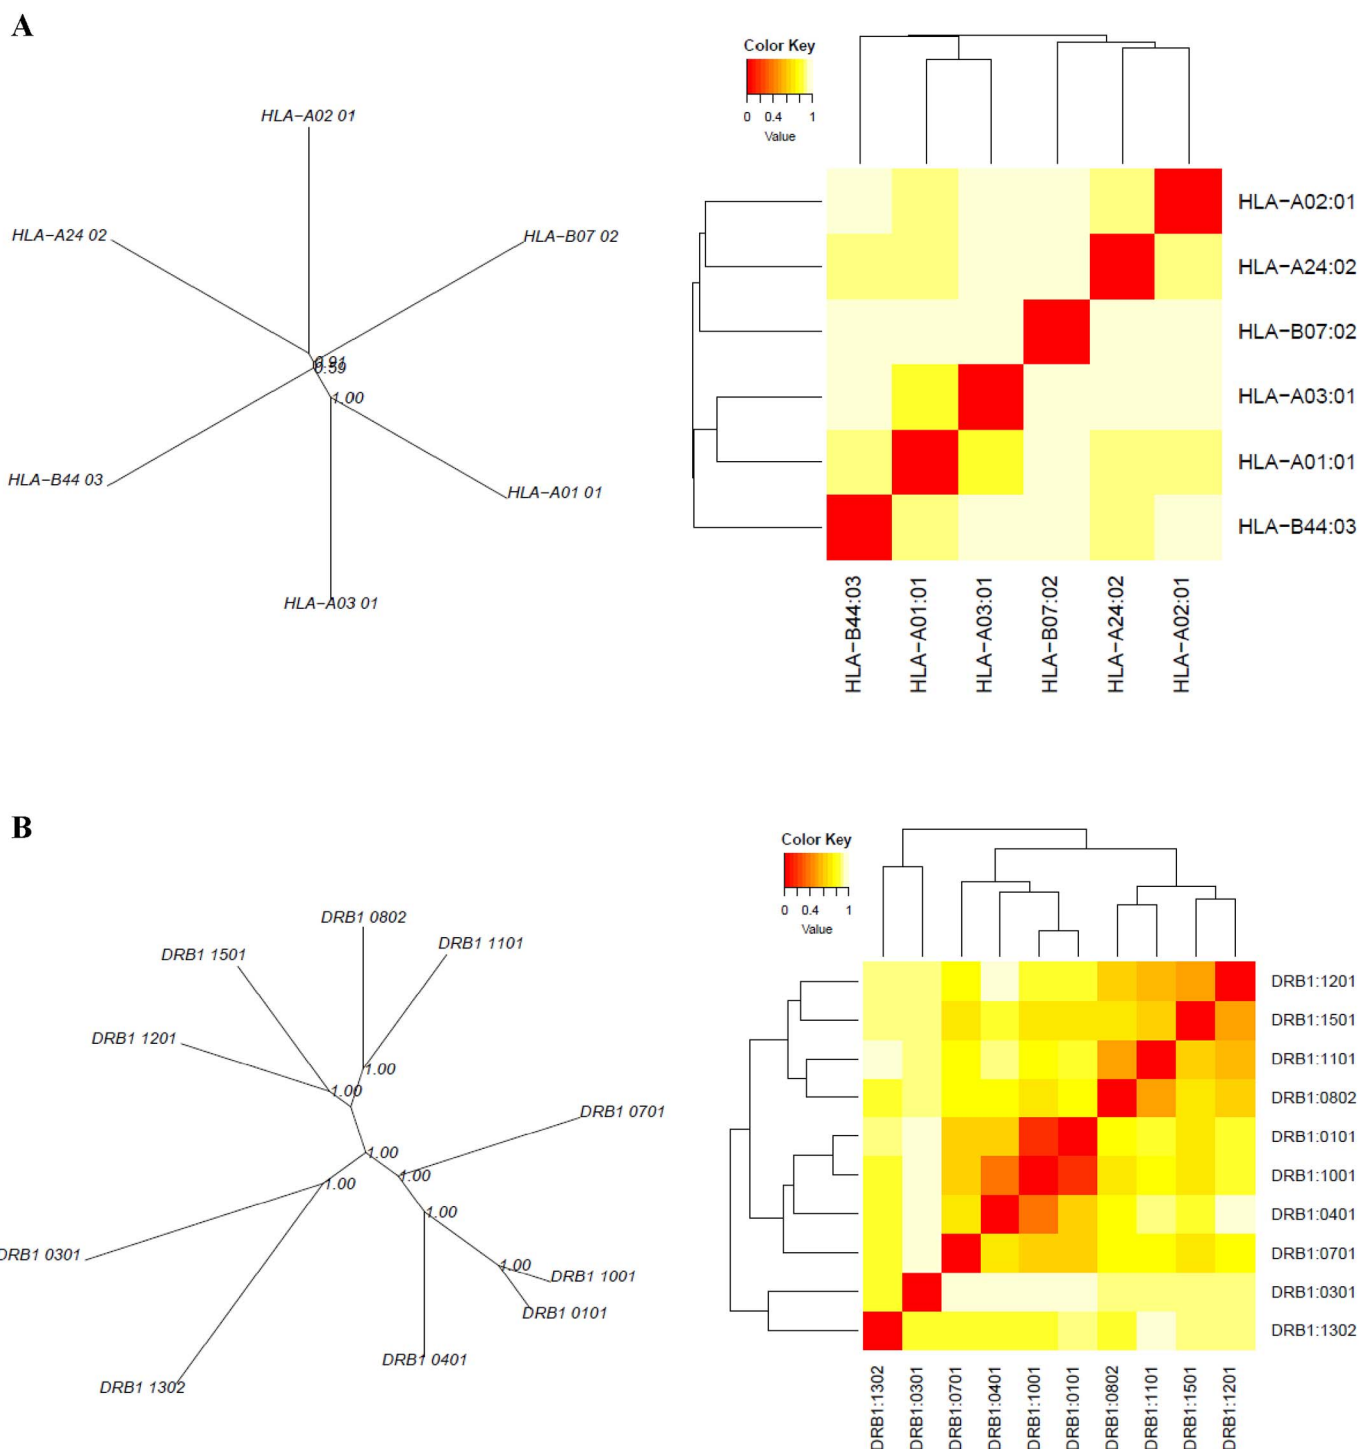 A
HLA-A02 01
HLA-A24 02
HLA-B07 02
0.91
0.59
1.00
HLA-B44 03
HLA-A01 01
HLA-A03 01
Color Key
0 0.4 1
Value
HLA-A02:01
HLA-A24:02
HLA-B07:02
HLA-A03:01
HLA-A01:01
HLA-B44:03
HLA-B44:03
HLA-A01:01
HLA-A03:01
HLA-B07:02
HLA-A24:02
HLA-A02:01
B
DRB1 0802
DRB1 1101
DRB1 1501
DRB1 1201
1.00
1.00
DRB1 0701
1.00
1.00
1.00
1.00
DRB1 0301
1.00
DRB1 1001
DRB1 0101
DRB1 0401
DRB1 1302
Color Key
0 0.4 1
Value
DRB1:1201
DRB1:1501
DRB1:1101
DRB1:0802
DRB1:0101
DRB1:1001
DRB1:0401
DRB1:0701
DRB1:0301
DRB1:1302
DRB1:1302
DRB1:0301
DRB1:0701
DRB1:0401
DRB1:1001
DRB1:0101
DRB1:0802
DRB1:1101
DRB1:1501
DRB1:1201